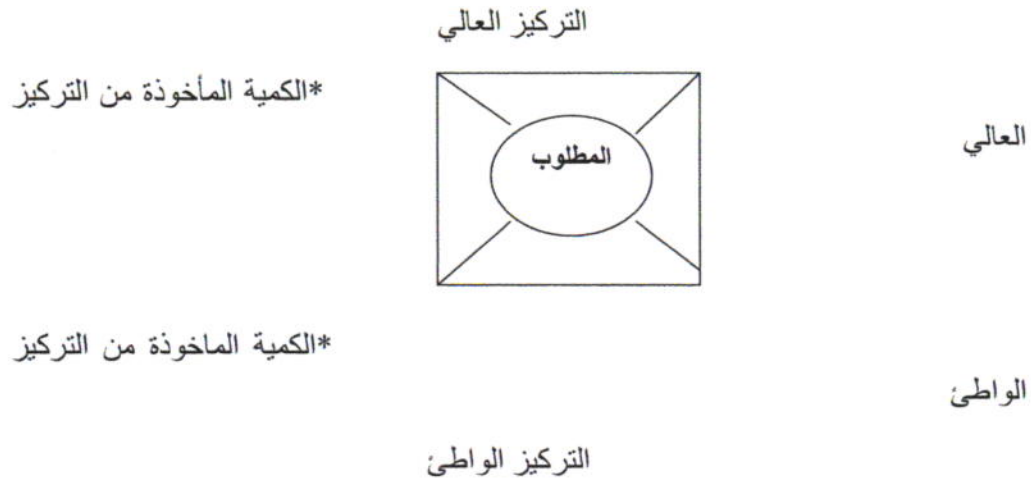 التركيز العالي
*الكمية المأخوذة من التركيز
العالي
المطلوب
*الكمية الماخوذة من التركيز
الواطئ
التركيز الواطئ